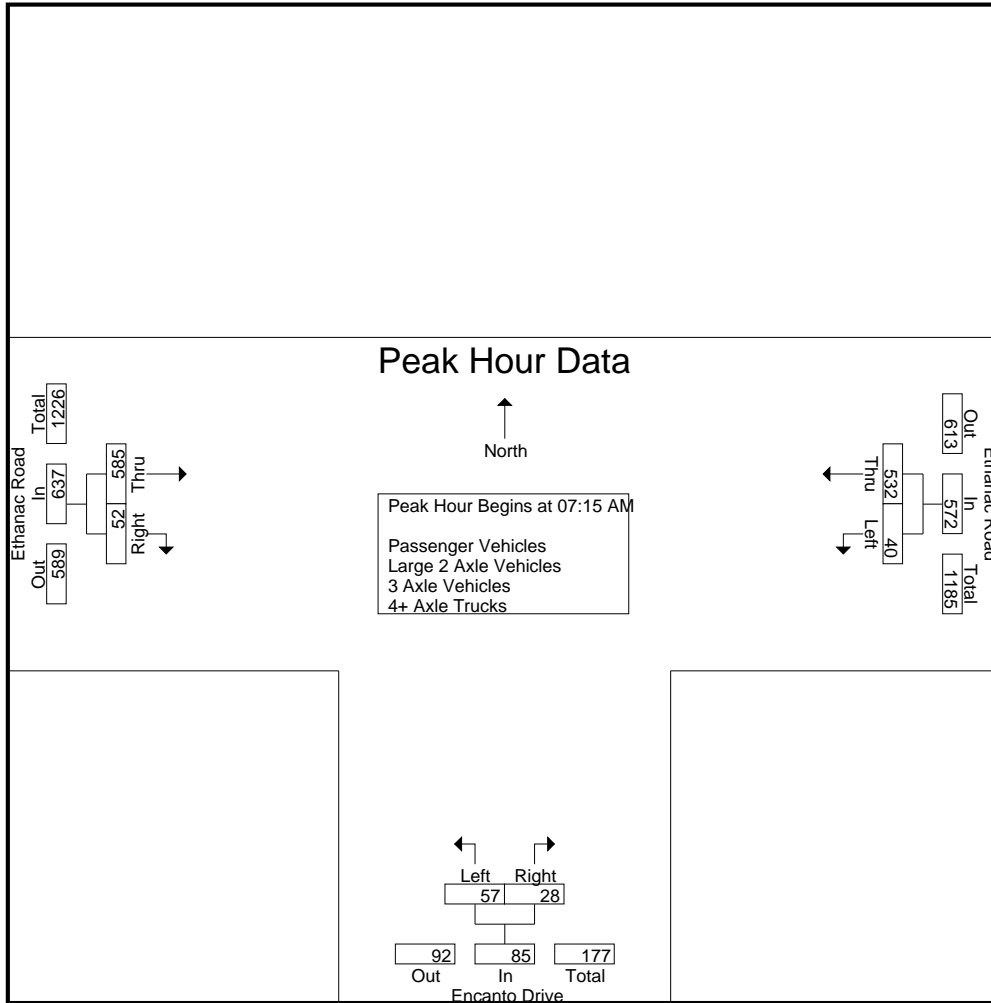 Peak Hour Data
North
Peak Hour Begins at 07:15 AM
Passenger Vehicles
Large 2 Axle Vehicles
3 Axle Vehicles
4+ Axle Trucks
Ethanac Road
Total
1226
In
637
Out
589
585
Thru
52
Right
Ethanac Road
Out
613
In
572
Total
1185
Thru
532
Left
40
Left Right
57 28
92 85 177
Out In Total
Encanto Drive